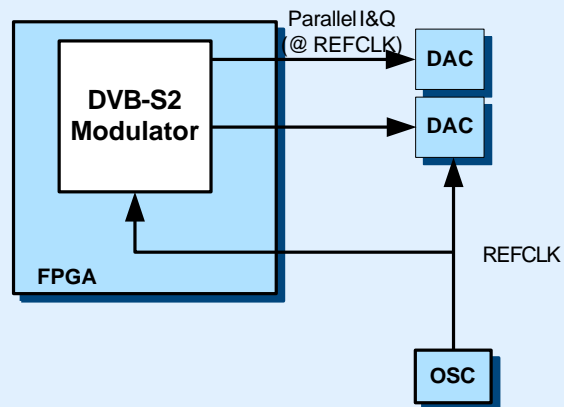 Parallel I&Q
(@ REFCLK)
DAC
DVB-S2
Modulator
DAC
REFCLK
FPGA
OSC